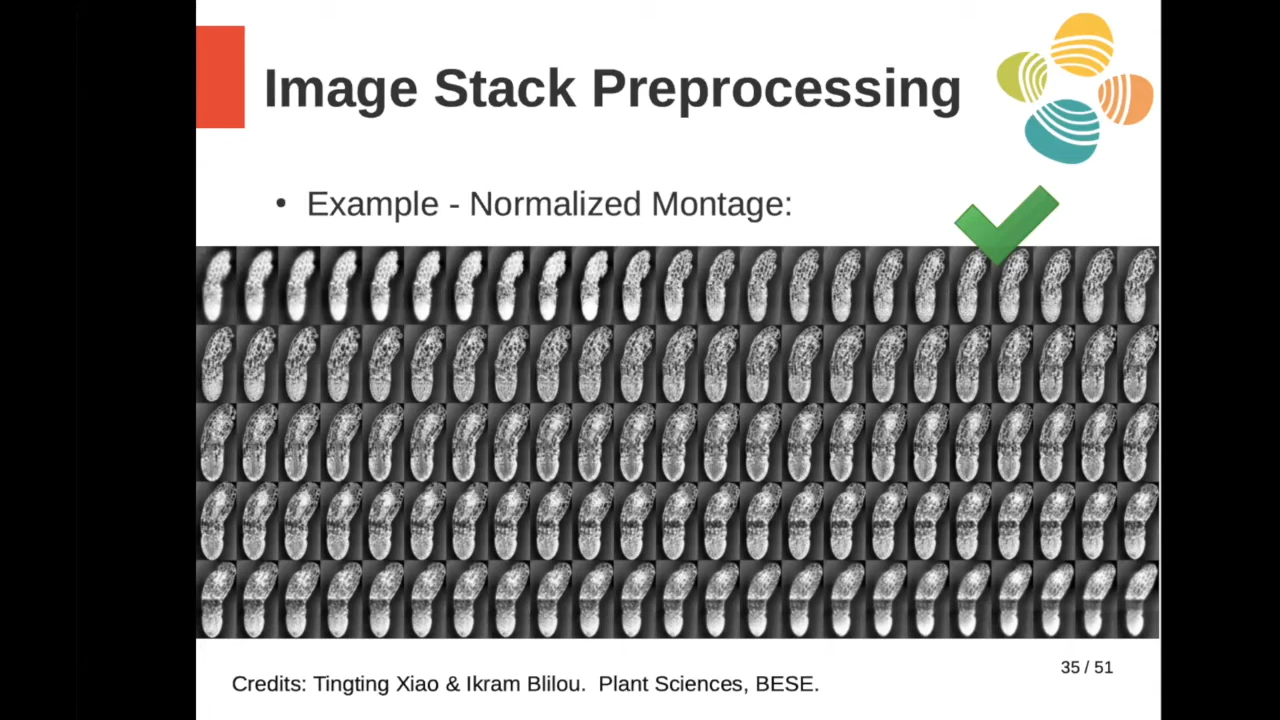 Image Stack Preprocessing
• Example - Normalized Montage:
35 / 51
Credits: Tingting Xiao & Ikram Blilou. Plant Sciences, BESE.